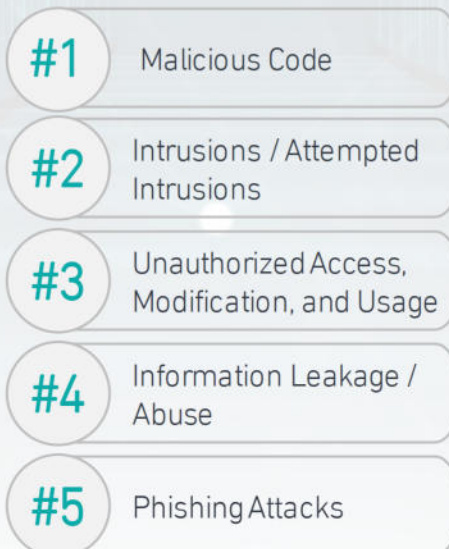 #1
Malicious Code
#2
Intrusions / Attempted
Intrusions
#3
Unauthorized Access,
Modification, and Usage
#4
Information Leakage /
Abuse
#5
Phishing Attacks